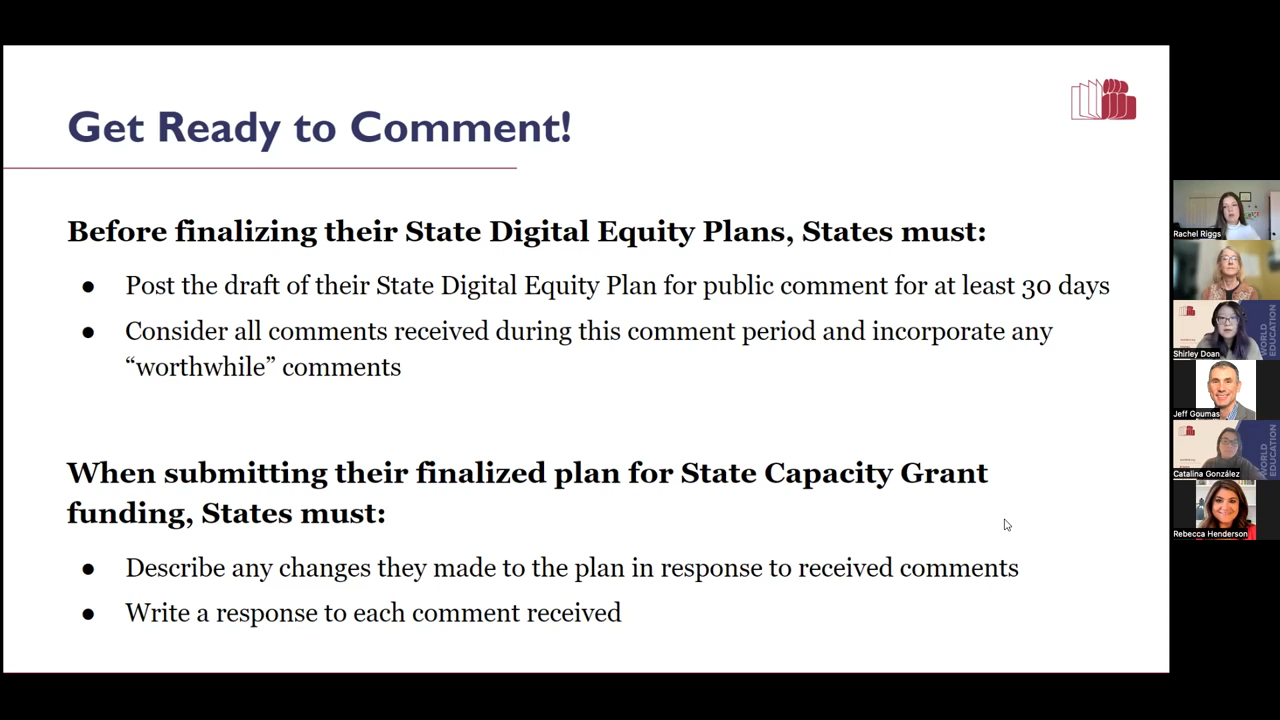 Get Ready to Comment!
Before finalizing their State Digital Equity Plans, States must:
● Post the draft of their State Digital Equity Plan for public comment for at least 30 days
● Consider all comments received during this comment period and incorporate any
“worthwhile” comments
When submitting their finalized plan for State Capacity Grant
funding, States must:
● Describe any changes they made to the plan in response to received comments
● Write a response to each comment received
Rachel Riggs
WORLD
EDUCATION
Shirley Doan
Jeff Goumas
WORLD
EDUCATION
Catalina González
Rebecca Henderson